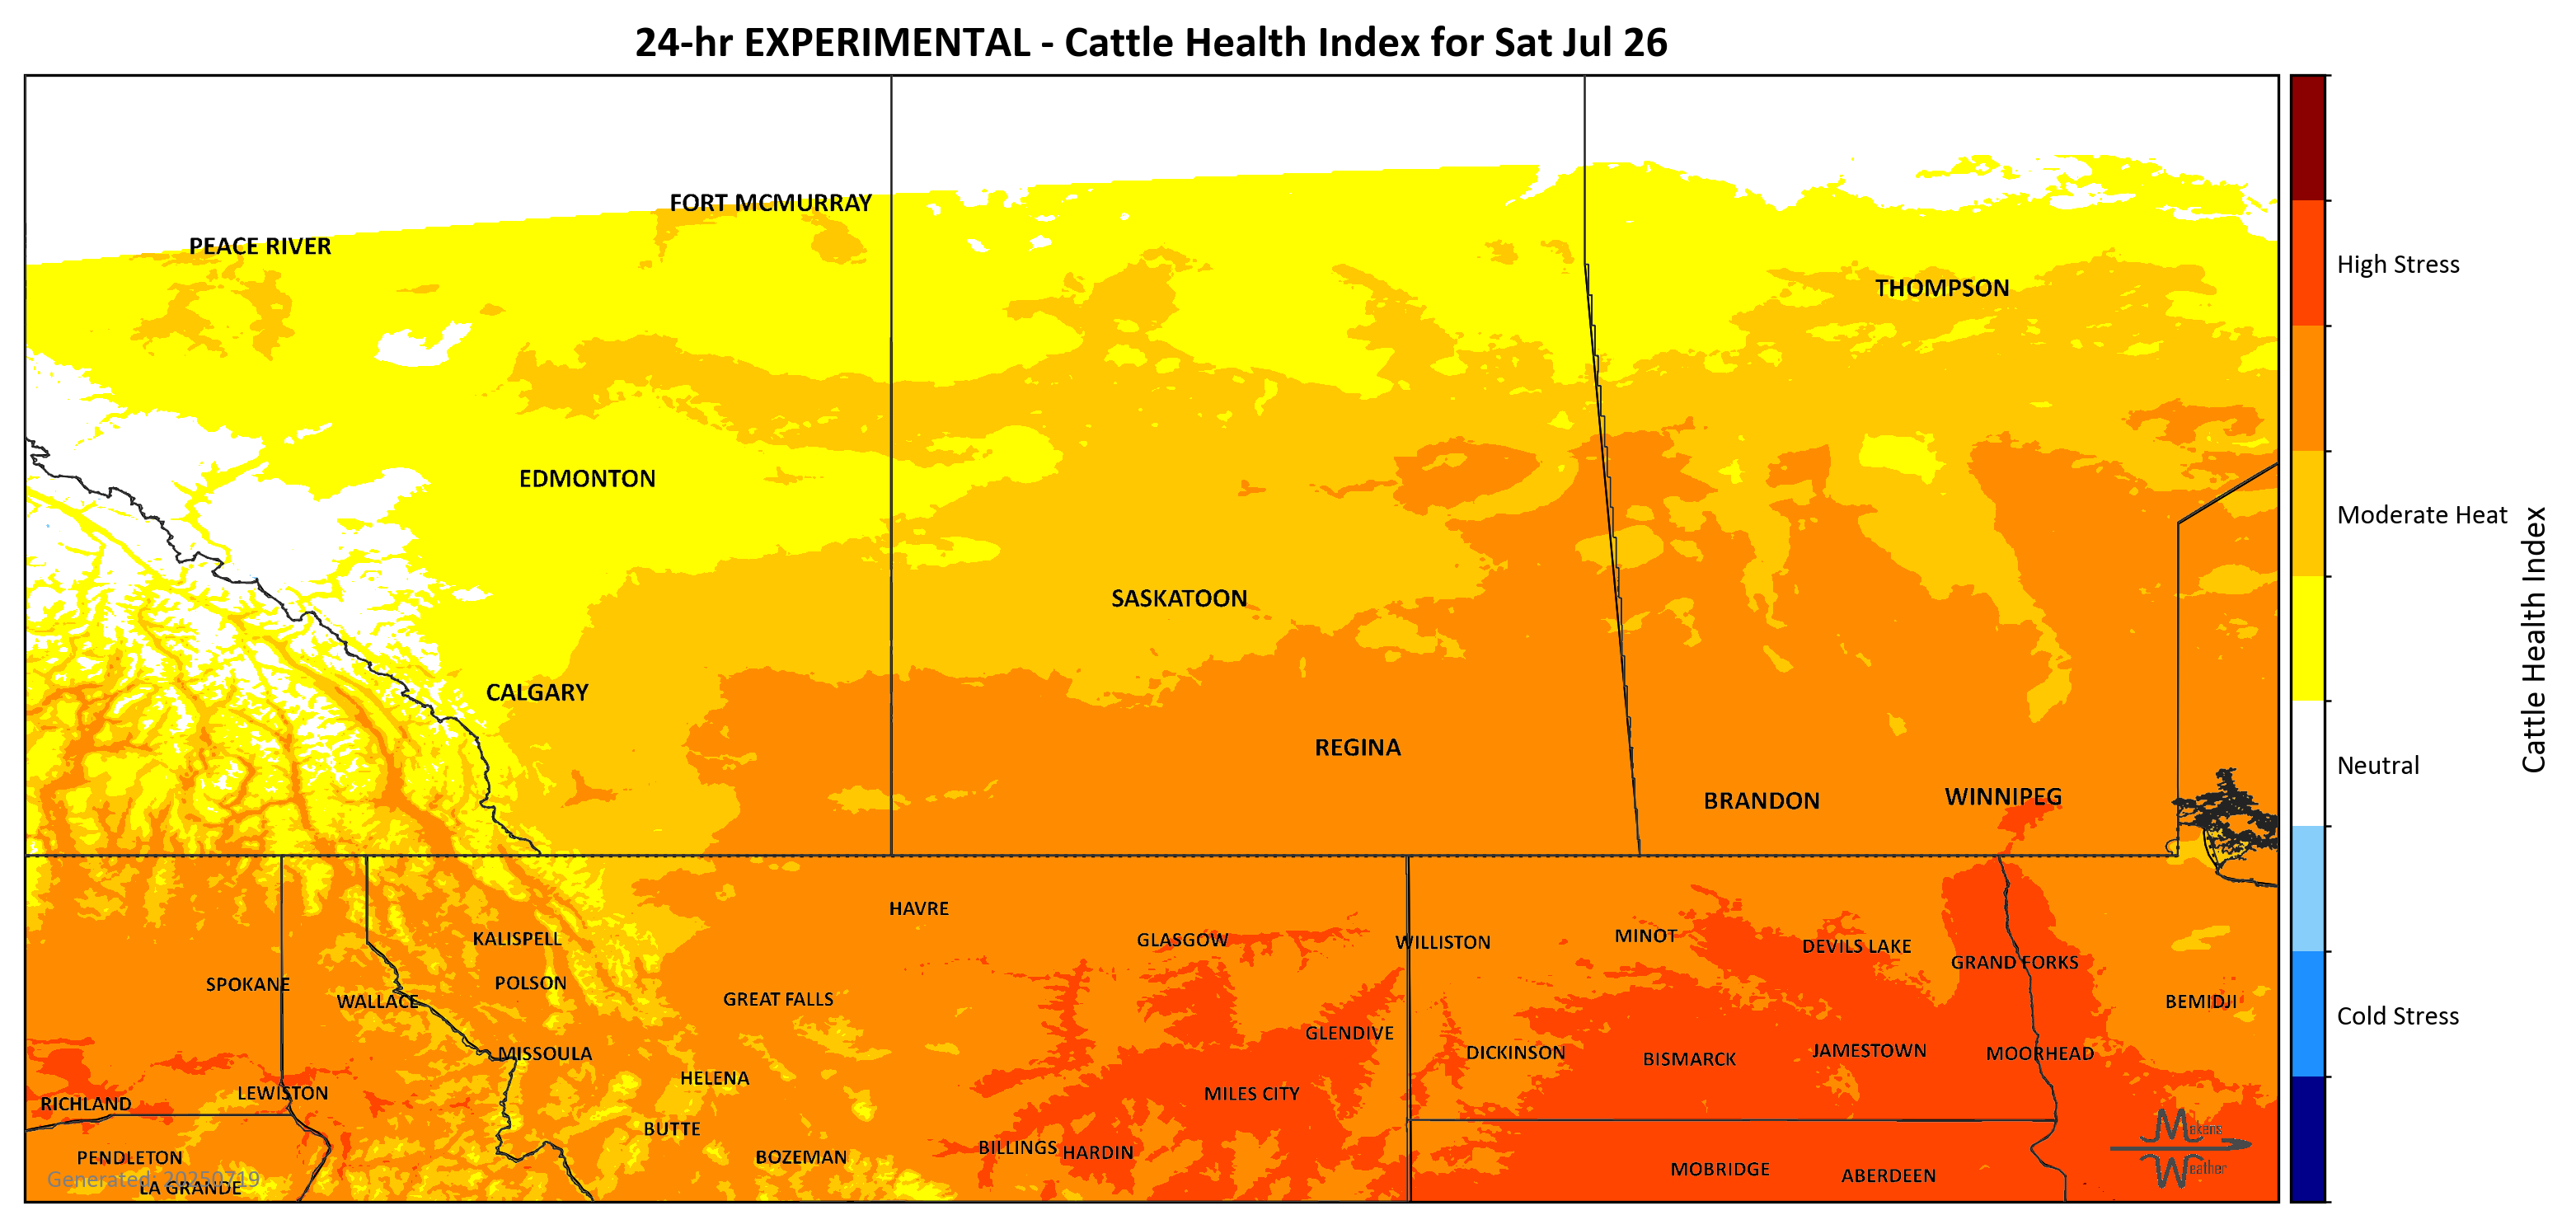 24-hr EXPERIMENTAL - Cattle Health Index for Sat Jul 26
FORT MCMURRAY
PEACE RIVER
THOMPSON
EDMONTON
SASKATOON
CALGARY
REGINA
BRANDON
WINNIPEG
HAVRE
KALISPELL
GLASGOW
WILLISTON
MINOT
DEVILS LAKE
GRAND FORKS
SPOKANE
POLSON
WALLACE
GREAT FALLS
BEMIDJI
GLENDIVE
MISSOULA
DICKINSON
BISMARCK
JAMESTOWN
MOORHEAD
HELENA
LEWISTON
MILES CITY
RICHLAND
BUTTE
BILLINGS
HARDIN
PENDLETON
BOZEMAN
MOBRIDGE
ABERDEEN
Generated: 20250719
LA GRANDE
Makens
Weather
High Stress
Moderate Heat
Neutral
Cold Stress
Cattle Health Index